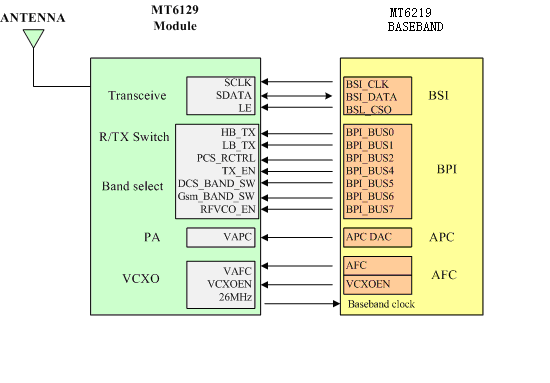 ANTENNA
MT6129
Module
MT6219
BASEBAND
Transceive
SCLK
SDATA
LE
BSI_CLK
BSI_DATA
BSL_CSO
BSI
R/TX Switch
Band select
HB_TX
LB_TX
PCS_RCTRL
TX_EN
DCS_BAND_SW
Gsm_BAND_SW
RFVCO_EN
BPI_BUS0
BPI_BUS1
BPI_BUS2
BPI_BUS4
BPI_BUS5
BPI_BUS6
BPI_BUS7
BPI
PA
VAPC
APC DAC
APC
VCXO
VAFC
VCXOEN
26MHz
AFC
VCXOEN
Baseband clock
AFC